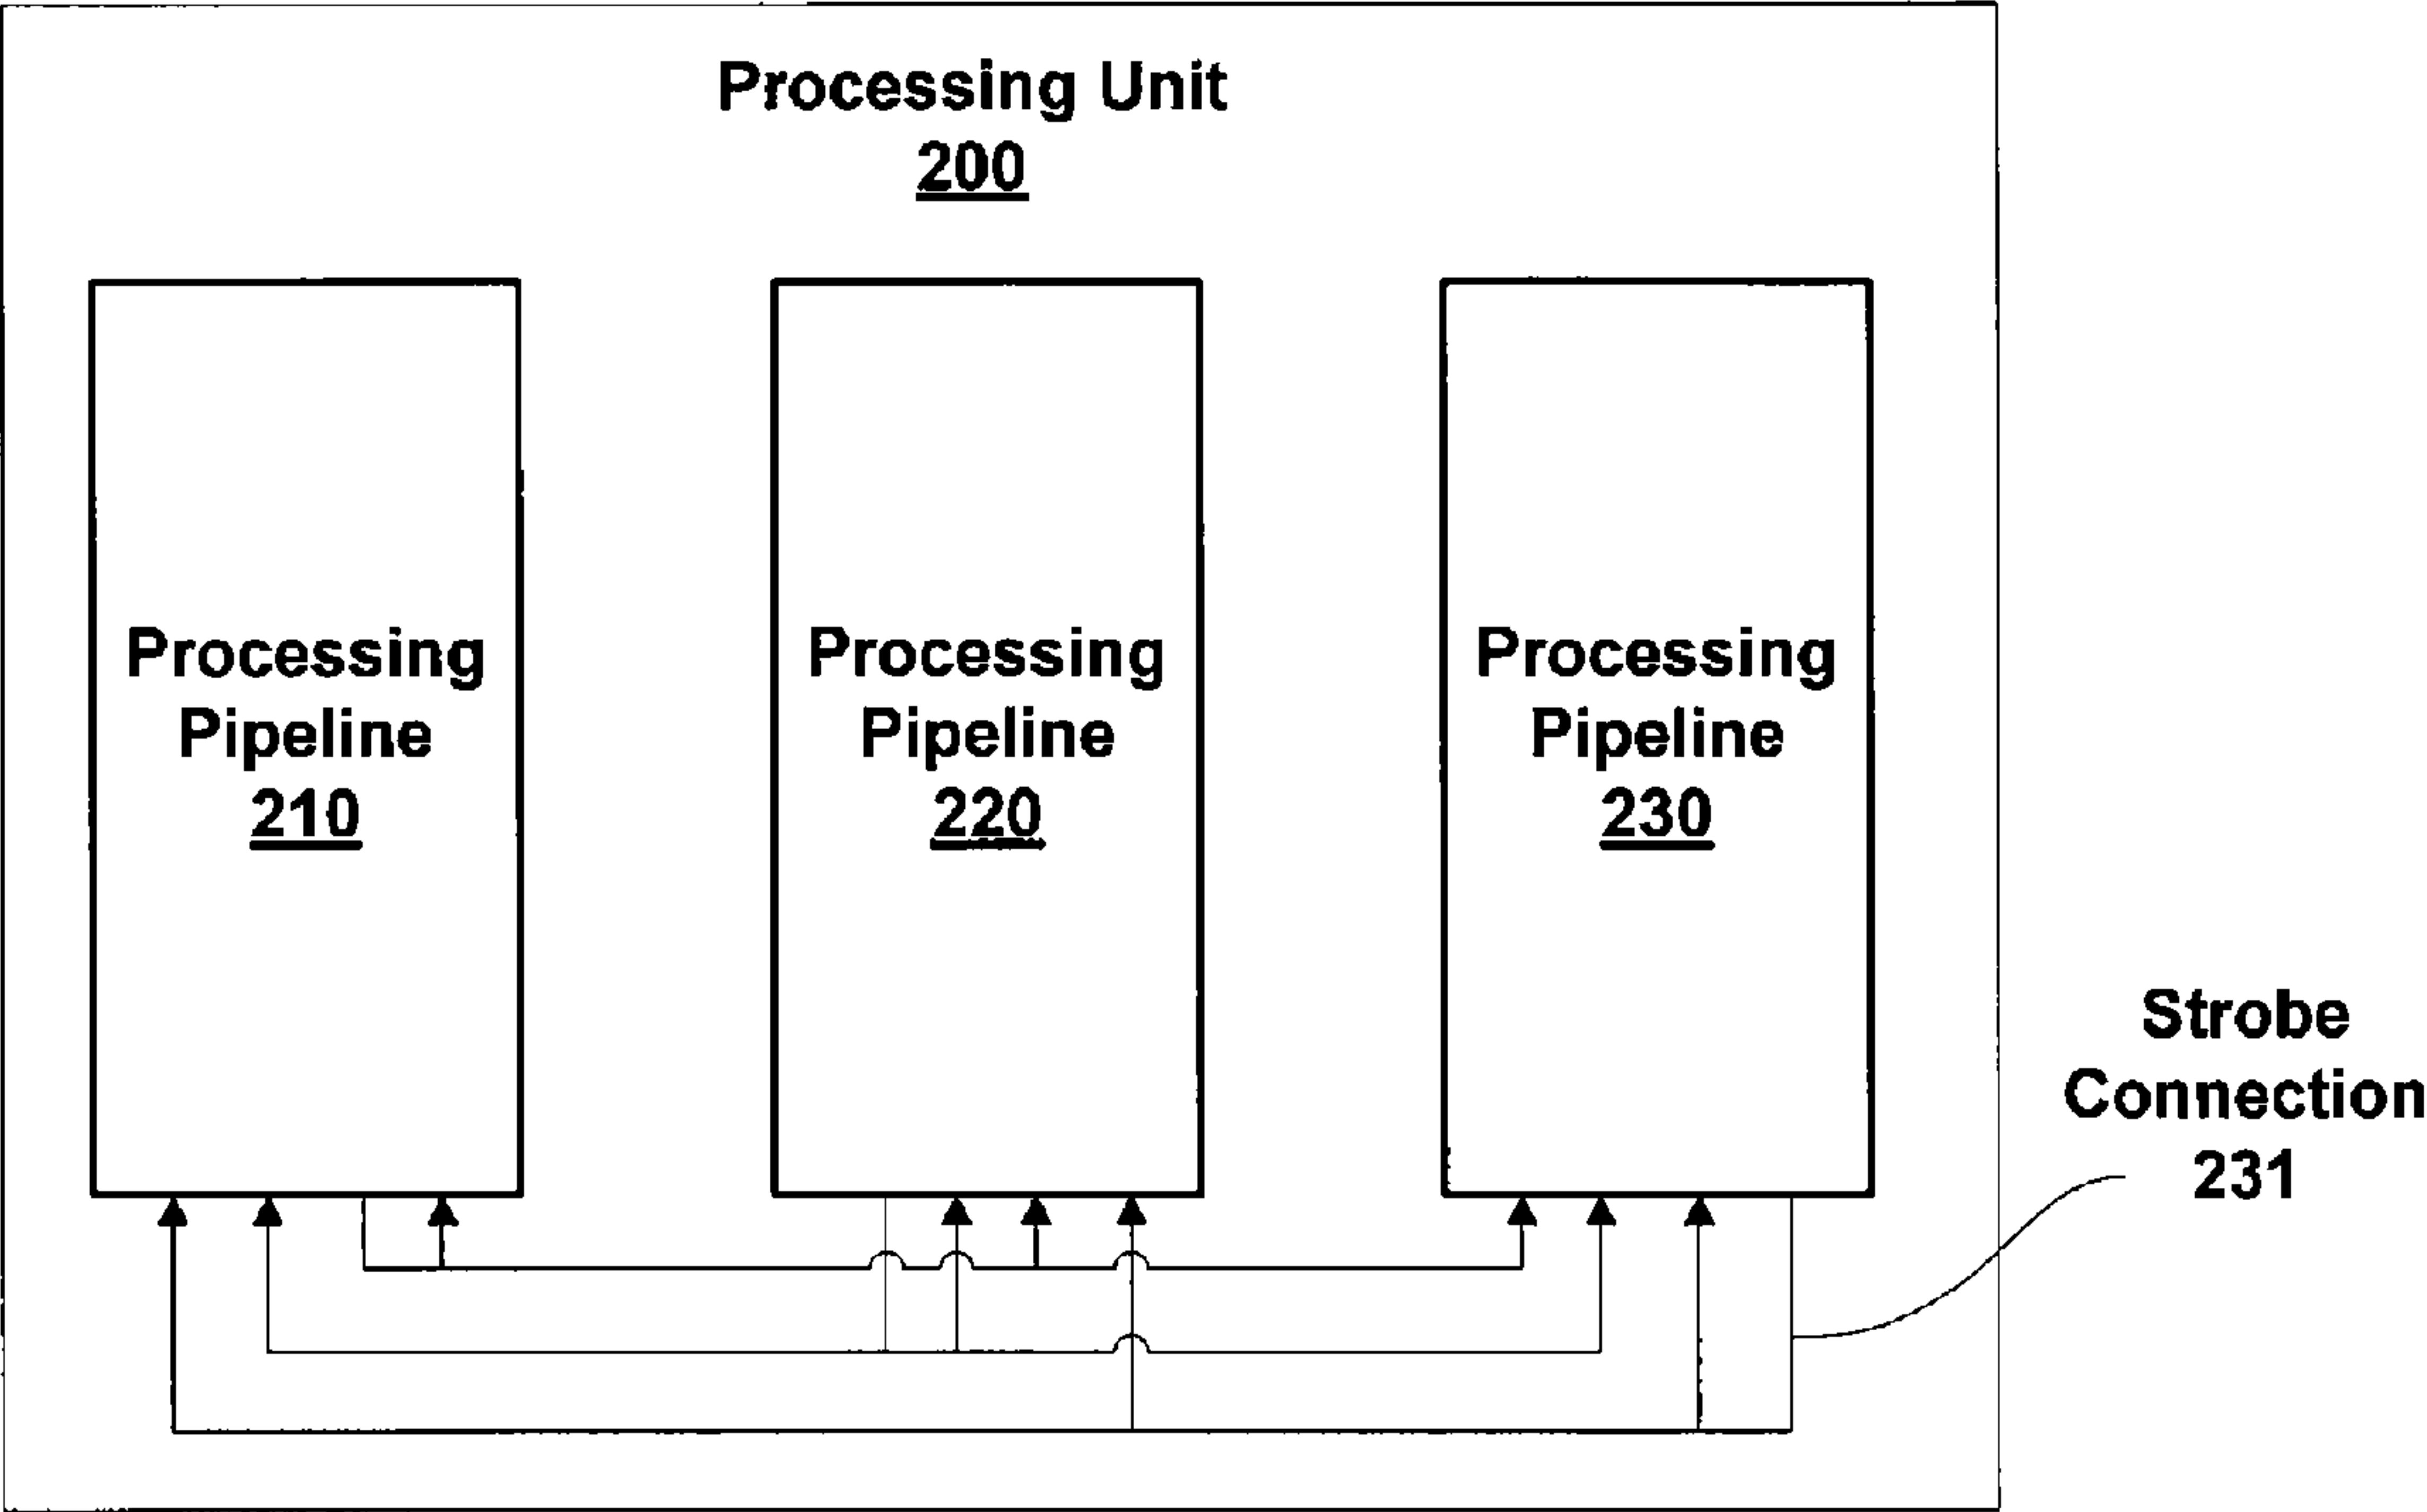 Processing Unit
200
Processing
Pipeline
210
Processing
Pipeline
220
Processing
Pipeline
230
Strobe
Connection
231